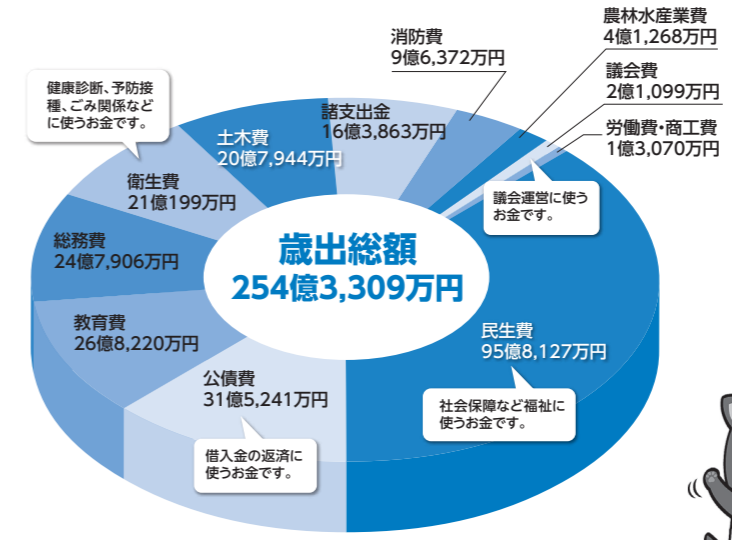 農林水産業費
4億1,268万円
消防費
9億6,372万円
議会費
2億1,099万円
健康診断、予防接
種、ごみ関係など
に使うお金です。
諸支出金
16億3,863万円
労働費・商工費
1億3,070万円
土木費
20億7,944万円
衛生費
21億199万円
議会運営に使う
お金です。
総務費
24億7,906万円
歳出総額
254億3,309万円
教育費
26億8,220万円
民生費
95億8,127万円
公債費
31億5,241万円
社会保障など福祉に
使うお金です。
借入金の返済に
使うお金です。